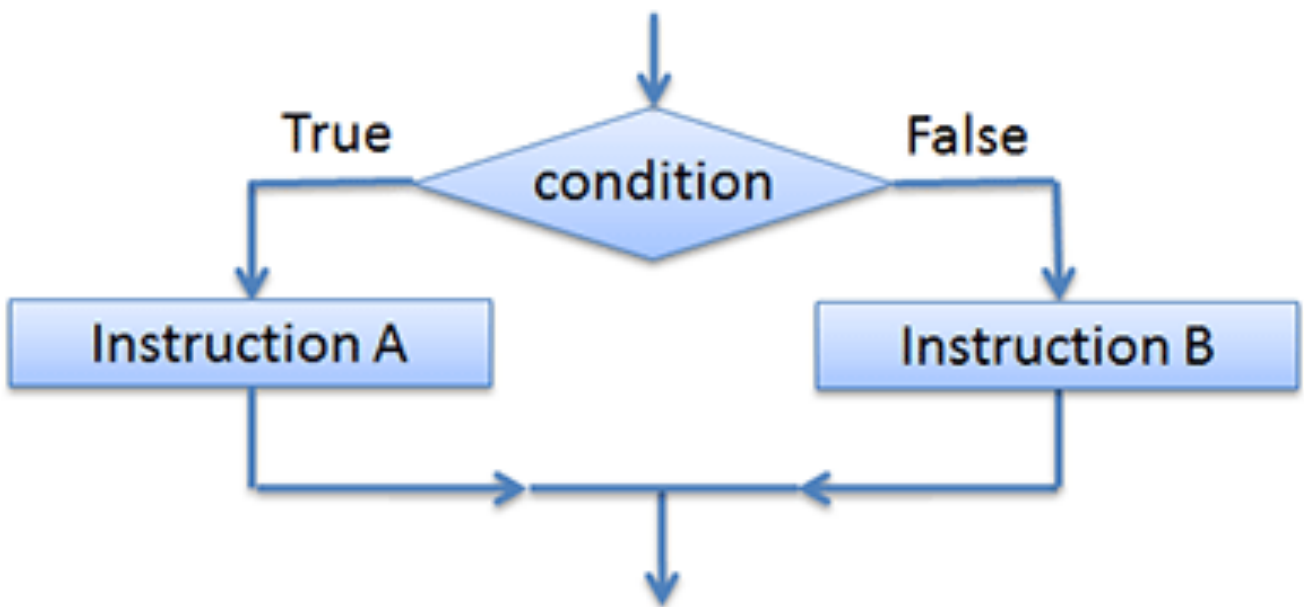 True
False
condition
Instruction A
Instruction B